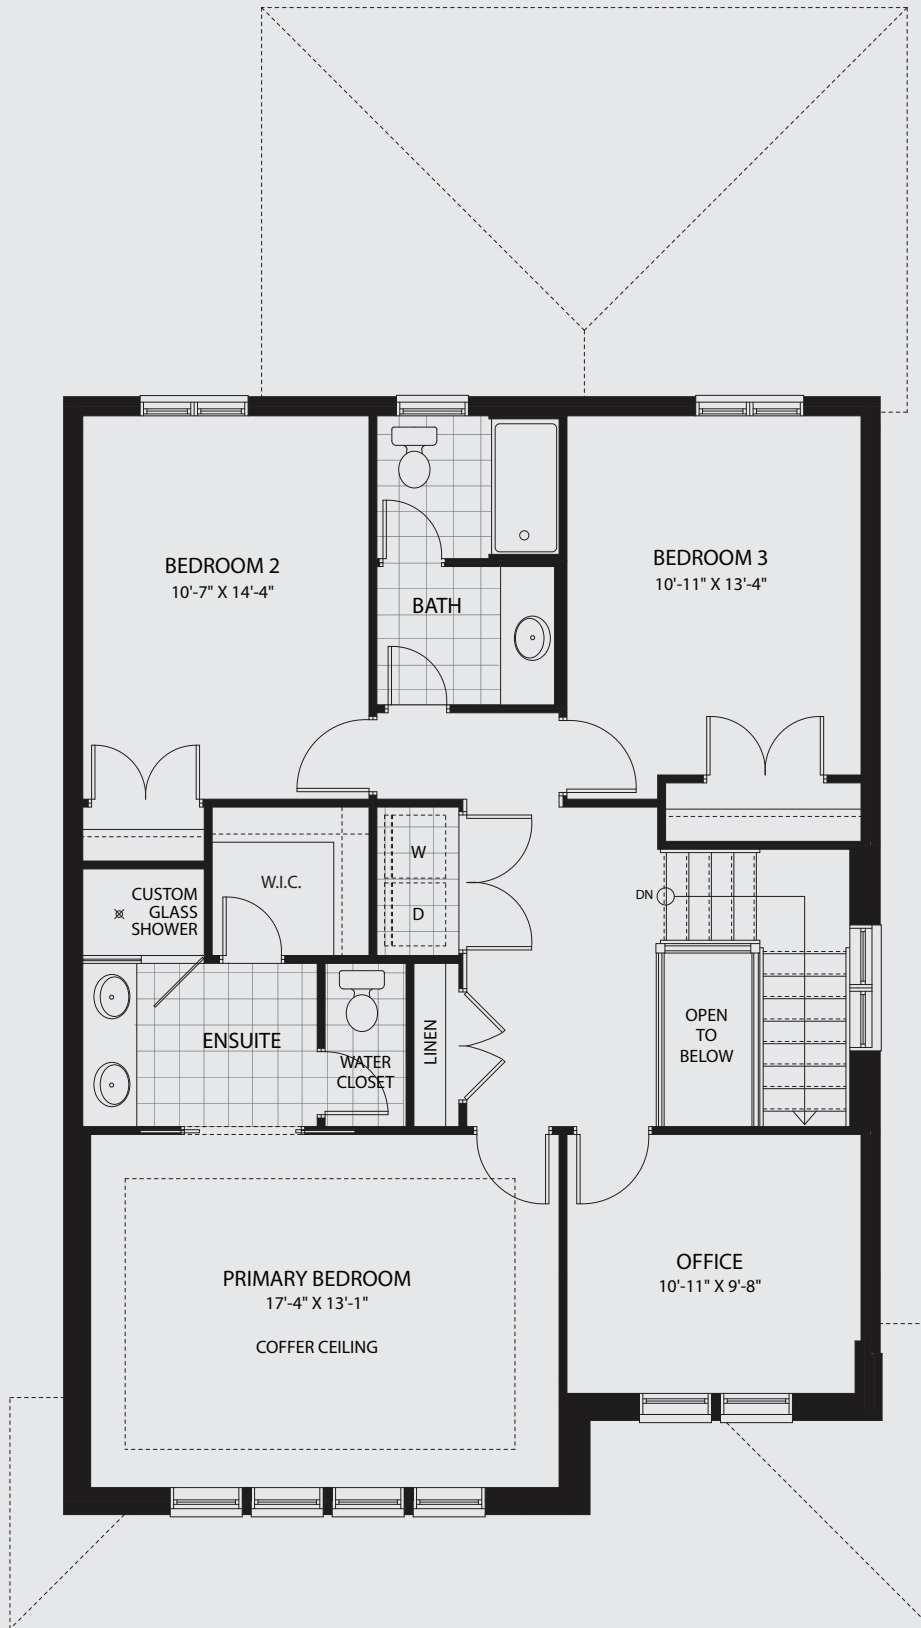 BEDROOM 2
10'-7" X 14'-4"
BEDROOM 3
10'-11" X 13'-4"
BATH
W
D
W.I.C.
CUSTOM
GLASS
SHOWER
DN
ENSUITE
WATER
CLOSET
LINEN
OPEN
TO
BELOW
PRIMARY BEDROOM
17'-4" X 13'-1"
COFFER CEILING
OFFICE
10'-11" X 9'-8"